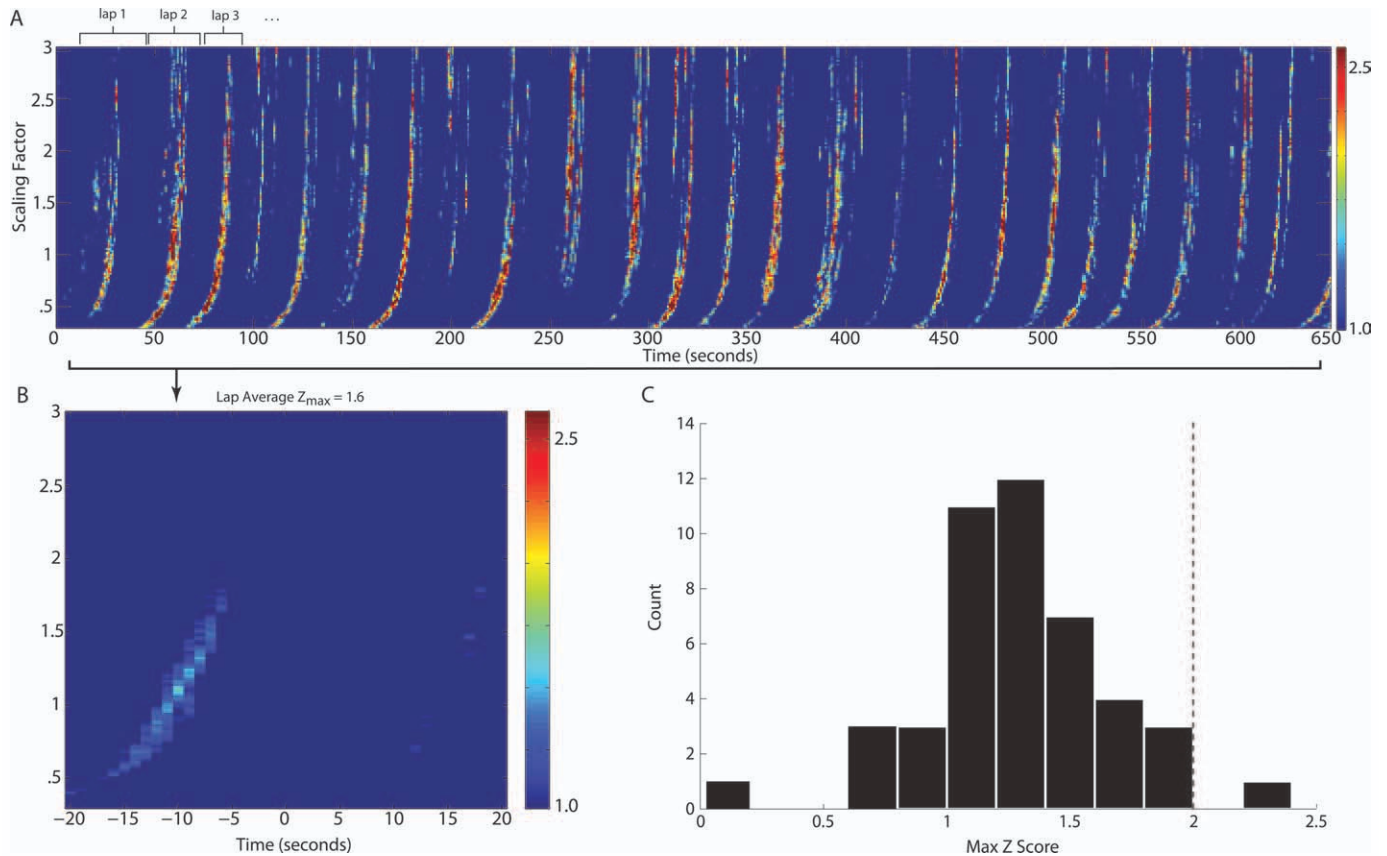 A
lap 1 lap 2 lap 3 ...
3
2.5
2
1.5
1
.5
Scaling Factor
2.5
1.0
0 50 100 150 200 250 300 350 400 450 500 550 600 650
Time (seconds)
B
Lap Average Zmax = 1.6
3
2.5
2
1.5
1
.5
2.5
1.0
−20 −15 −10 −5 0 5 10 15 20
Time (seconds)
C
14
12
10
8
6
4
2
0
Count
0 0.5 1 1.5 2 2.5
Max Z Score